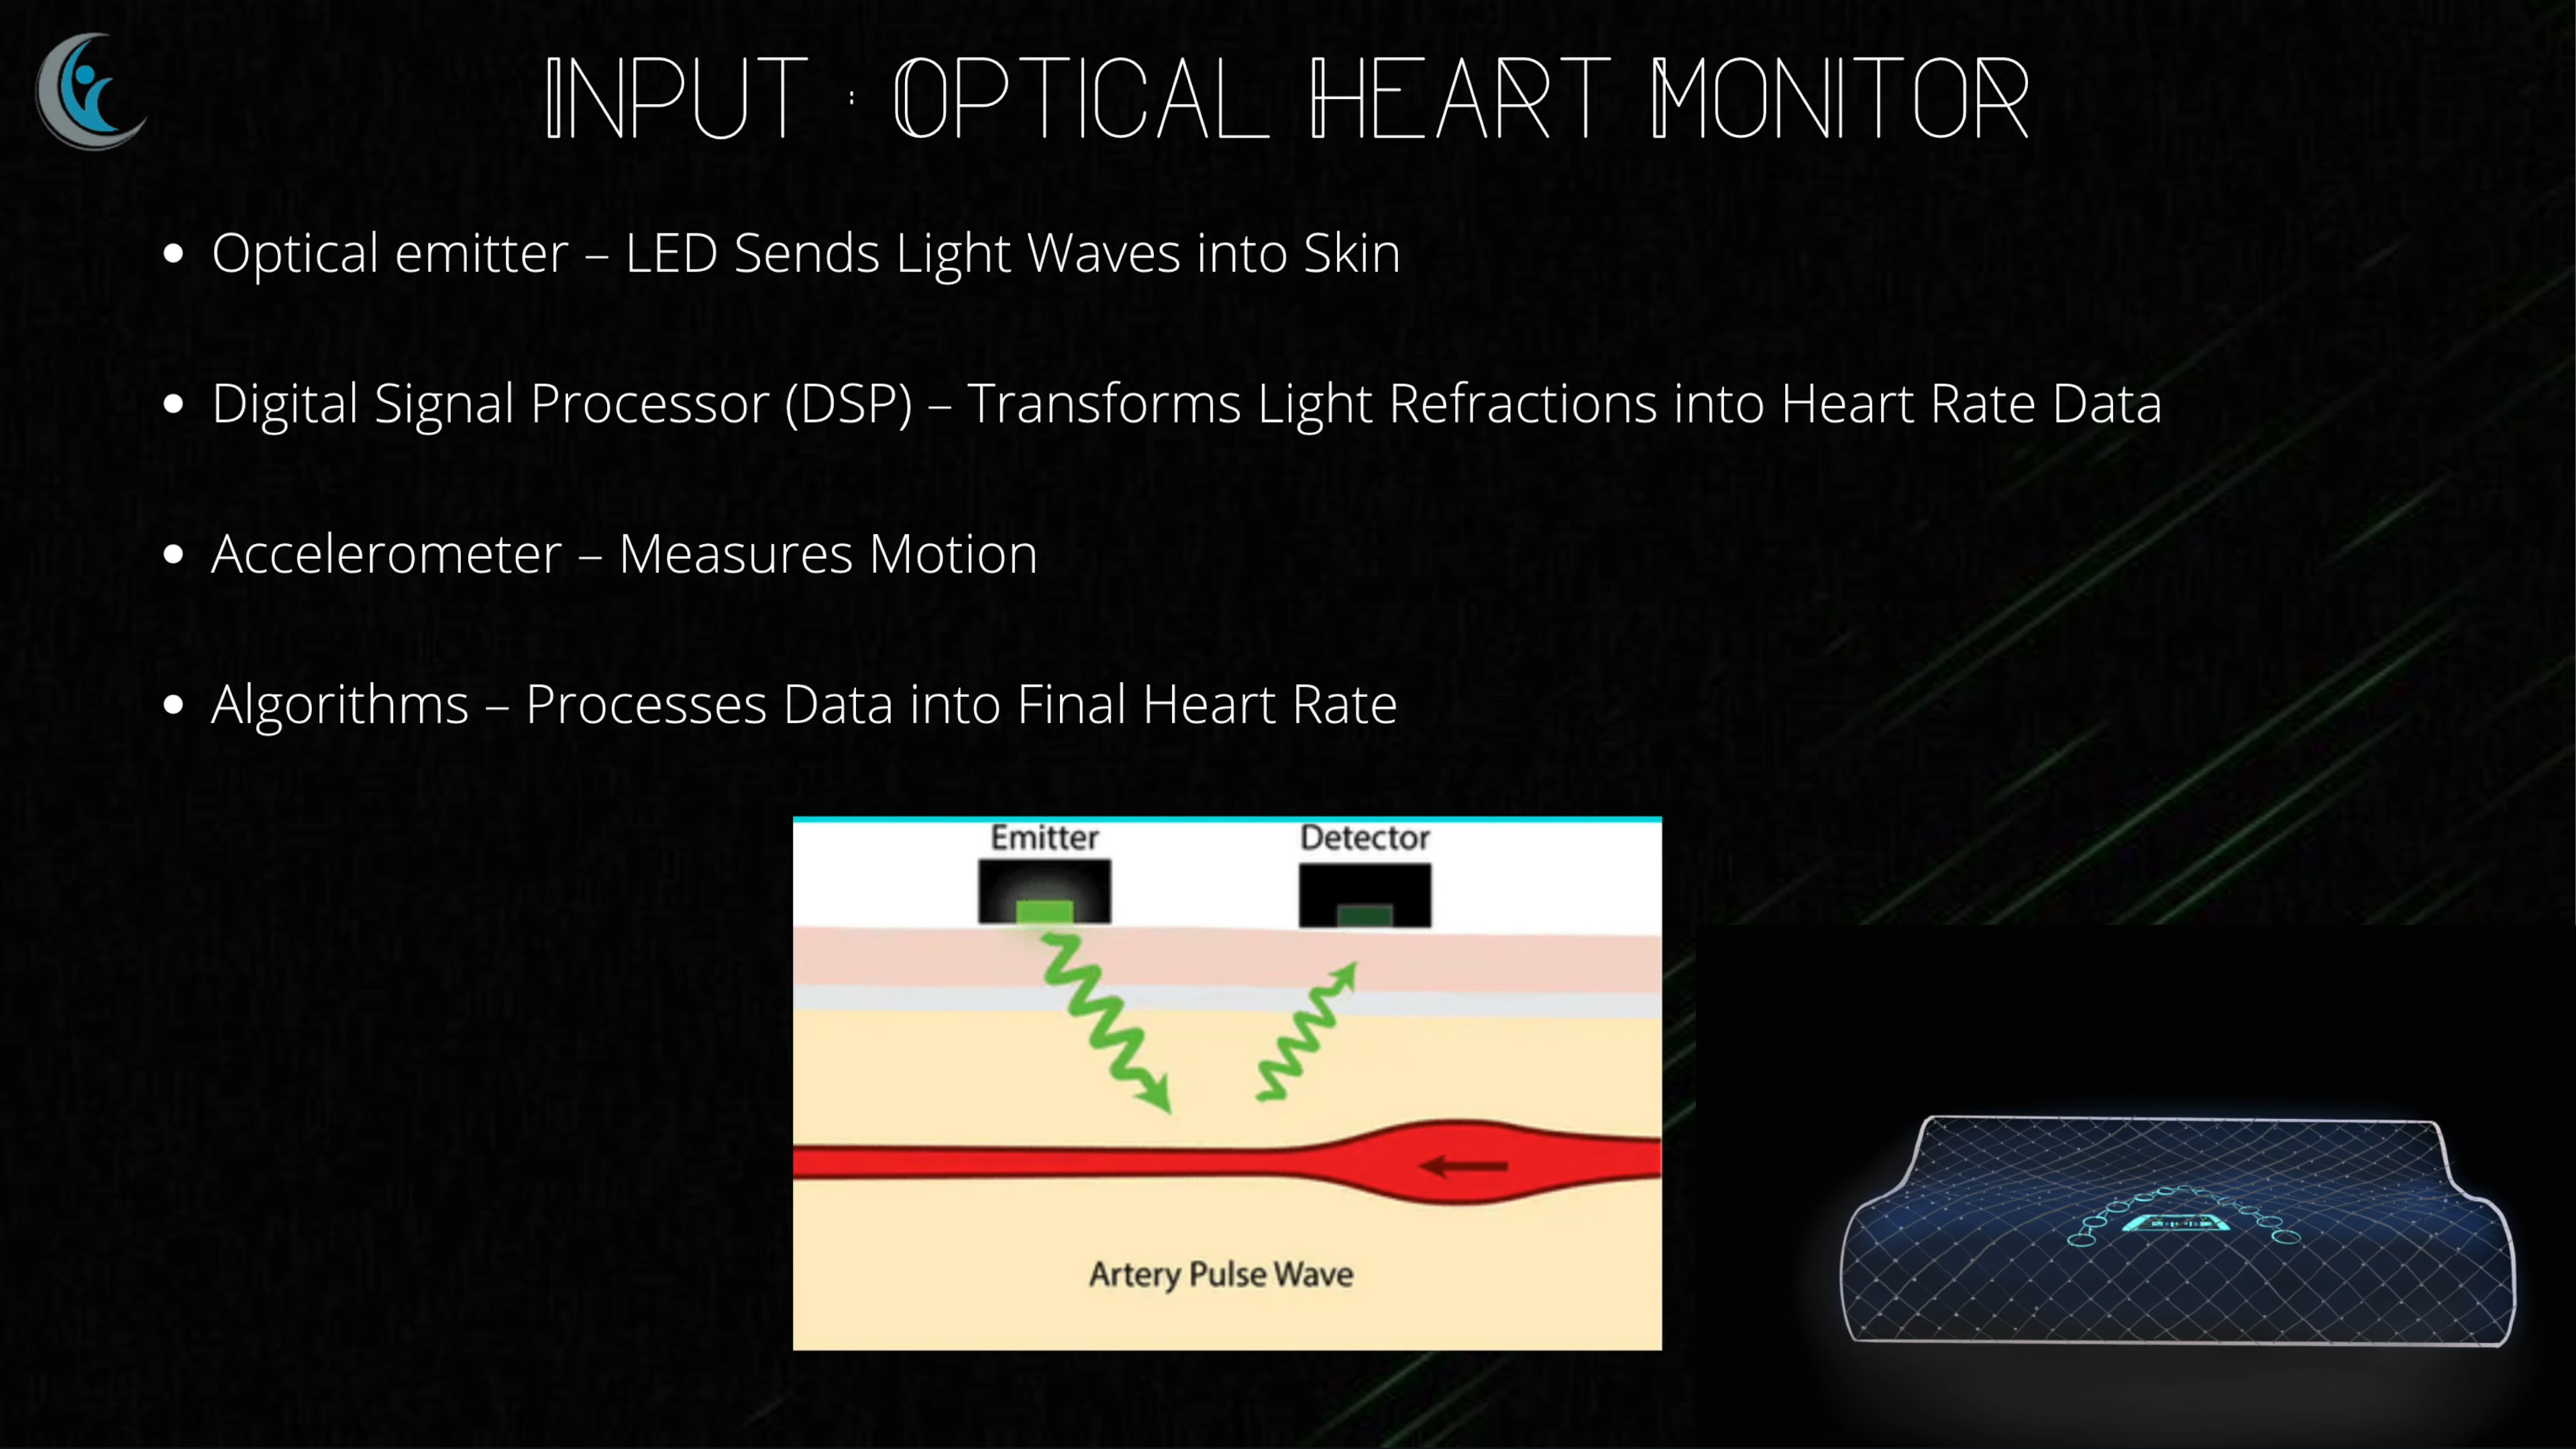 Input : Optical Heart Monitor
• Optical emitter – LED Sends Light Waves into Skin
• Digital Signal Processor (DSP) – Transforms Light Refractions into Heart Rate Data
• Accelerometer – Measures Motion
• Algorithms – Processes Data into Final Heart Rate
Emitter
Detector
Artery Pulse Wave